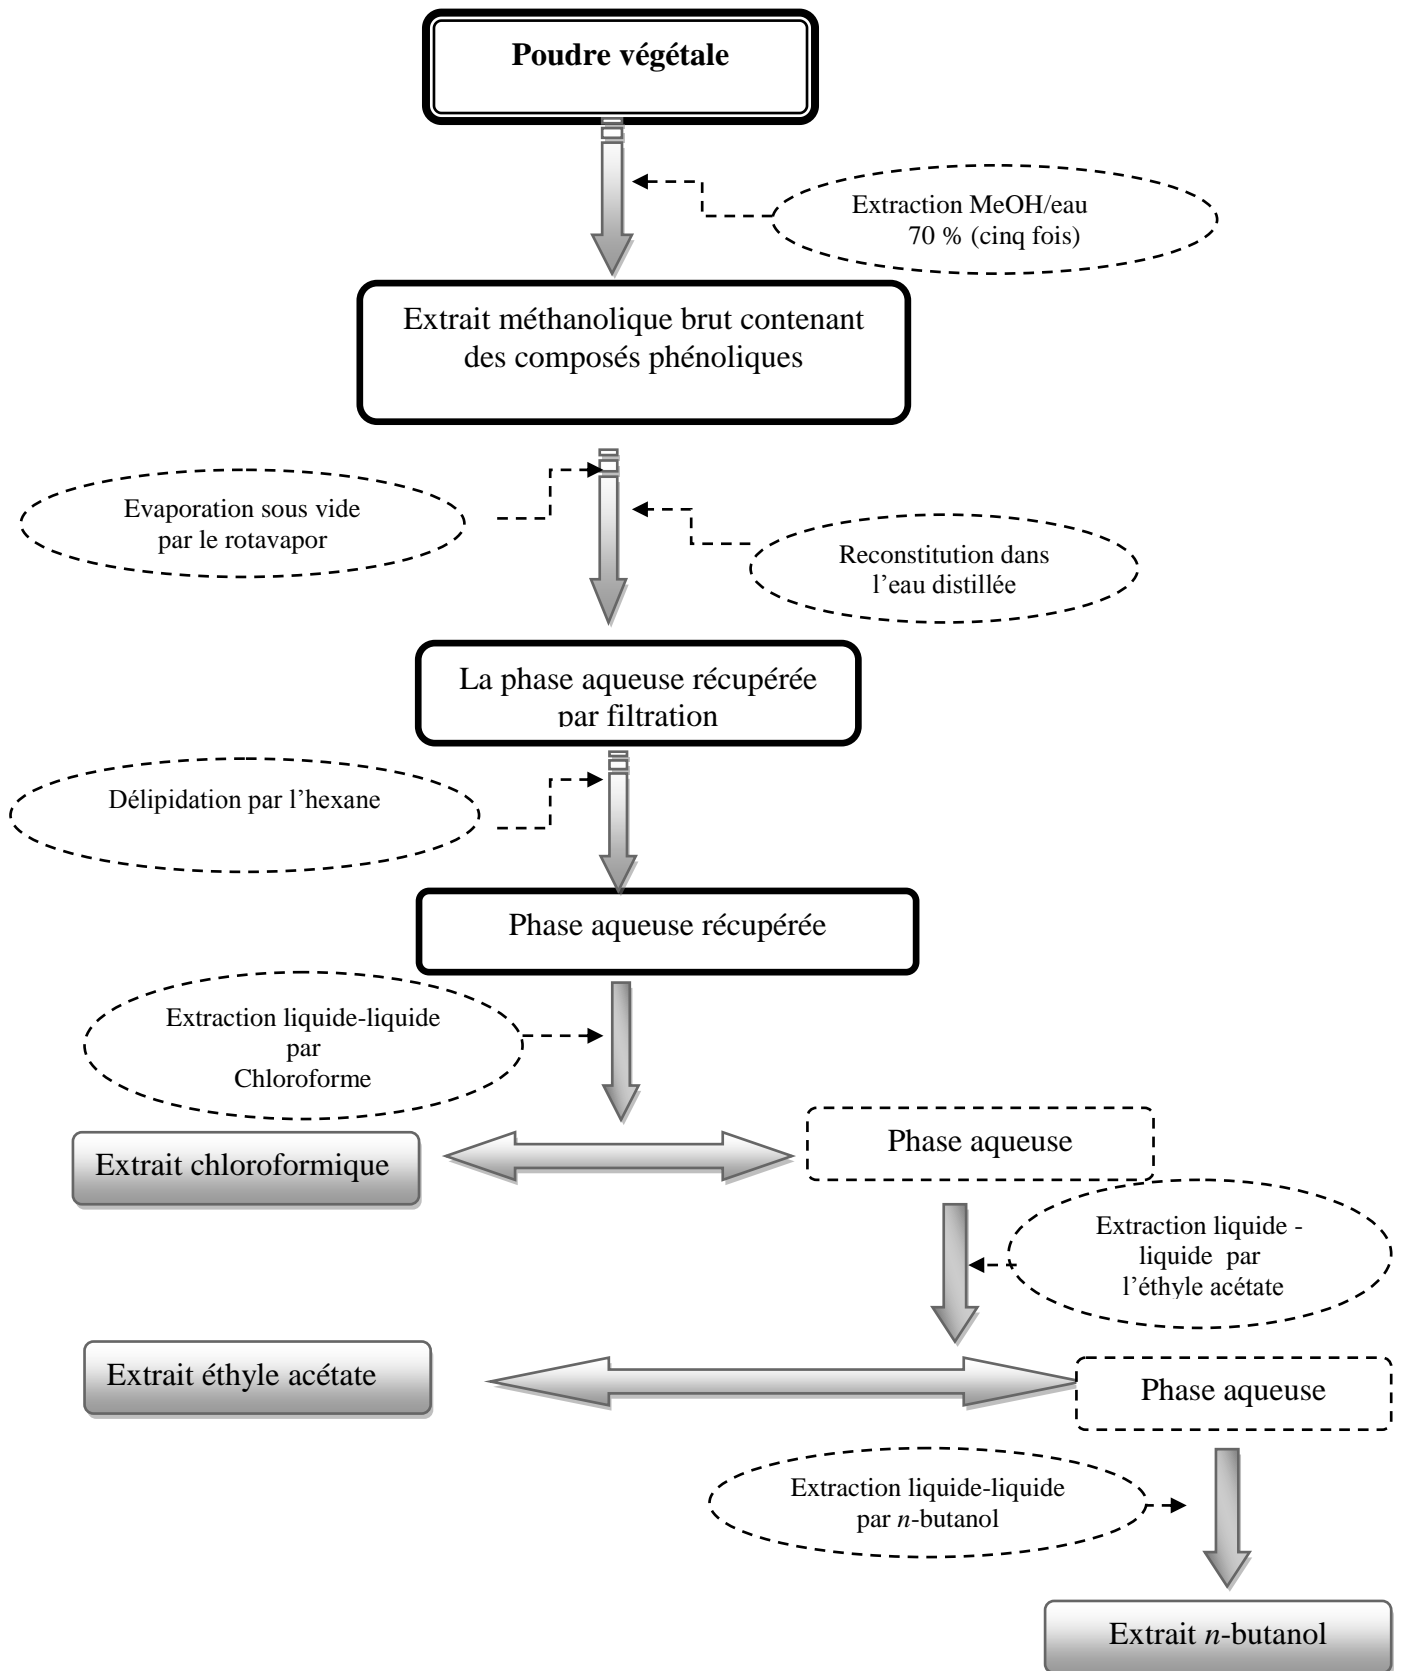 Poudre végétale
Extraction MeOH/eau
70 % (cinq fois)
Extrait méthanolique brut contenant
des composés phénoliques
Evaporation sous vide
par le rotavapor
Reconstitution dans
l’eau distillée
La phase aqueuse récupérée
par filtration
Délipidation par l’hexane
Phase aqueuse récupérée
Extraction liquide-liquide
par
Chloroforme
Extrait chloroformique
Phase aqueuse
Extraction liquide -
liquide par
l’éthyle acétate
Extrait éthyle acétate
Phase aqueuse
Extraction liquide-liquide
par n-butanol
Extrait n-butanol